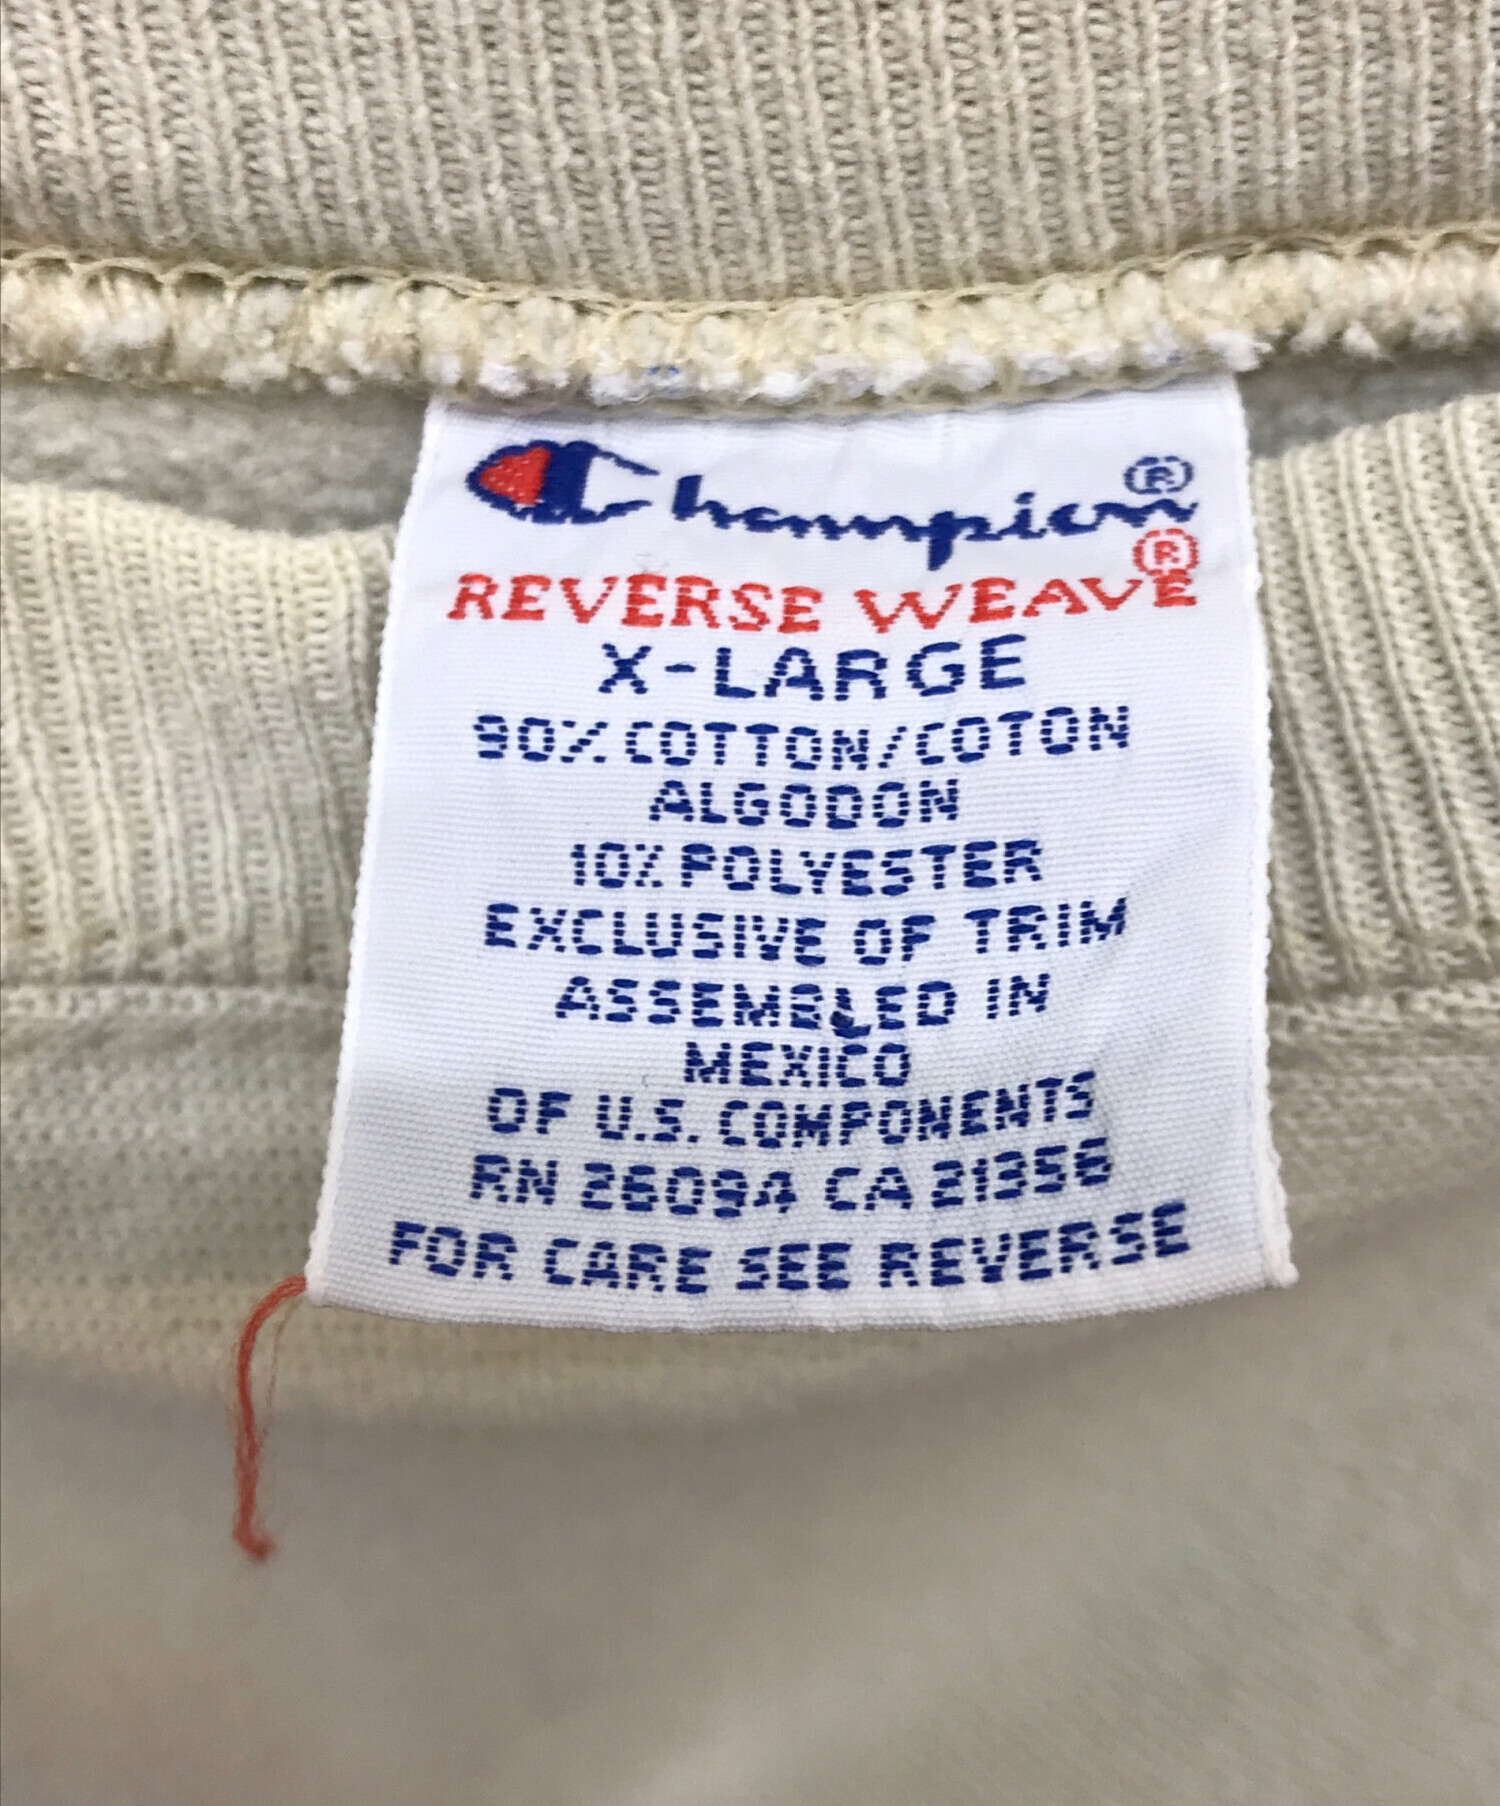 Champion®
REVERSE WEAVE®
X-LARGE
90% COTTON/COTON
ALGODON
10% POLYESTER
EXCLUSIVE OF TRIM
ASSEMBLED IN
MEXICO
OF U.S. COMPONENTS
RN 26094 CA 21356
FOR CARE SEE REVERSE